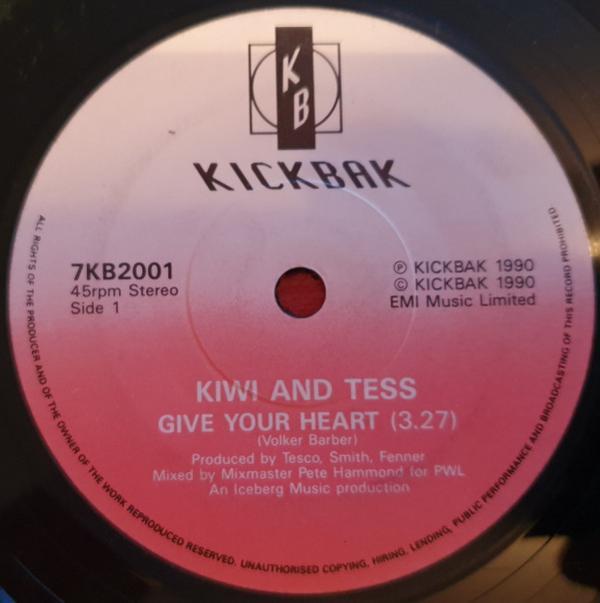 K
B
KICKBAK
7KB2001
45rpm Stereo
Side 1
℗ KICKBAK 1990
© KICKBAK 1990
EMI Music Limited
KIWI AND TESS
GIVE YOUR HEART (3.27)
(Volker Barber)
Produced by Tesco, Smith, Fenner
Mixed by Mixmaster Pete Hammond for PWL
An Iceberg Music production
ALL RIGHTS OF THE PRODUCER AND OF THE OWNER OF THE WORK REPRODUCED RESERVED. UNAUTHORISED COPYING, HIRING, LENDING, PUBLIC PERFORMANCE AND BROADCASTING OF THIS RECORD PROHIBITED